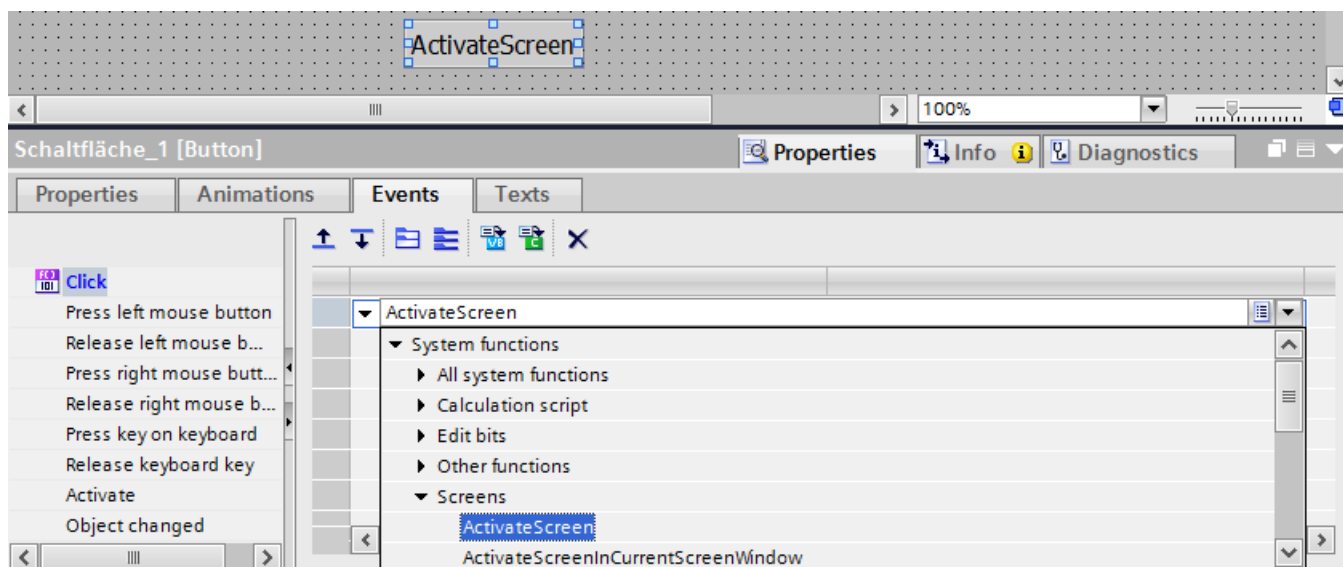 ActivateScreen
100%
Schaltfläche_1 [Button]
Properties
Info
Diagnostics
Properties
Animations
Events
Texts
Click
Press left mouse button
Release left mouse b...
Press right mouse butt...
Release right mouse b...
Press key on keyboard
Release keyboard key
Activate
Object changed
ActivateScreen
System functions
All system functions
Calculation script
Edit bits
Other functions
Screens
ActivateScreen
ActivateScreenInCurrentScreenWindow